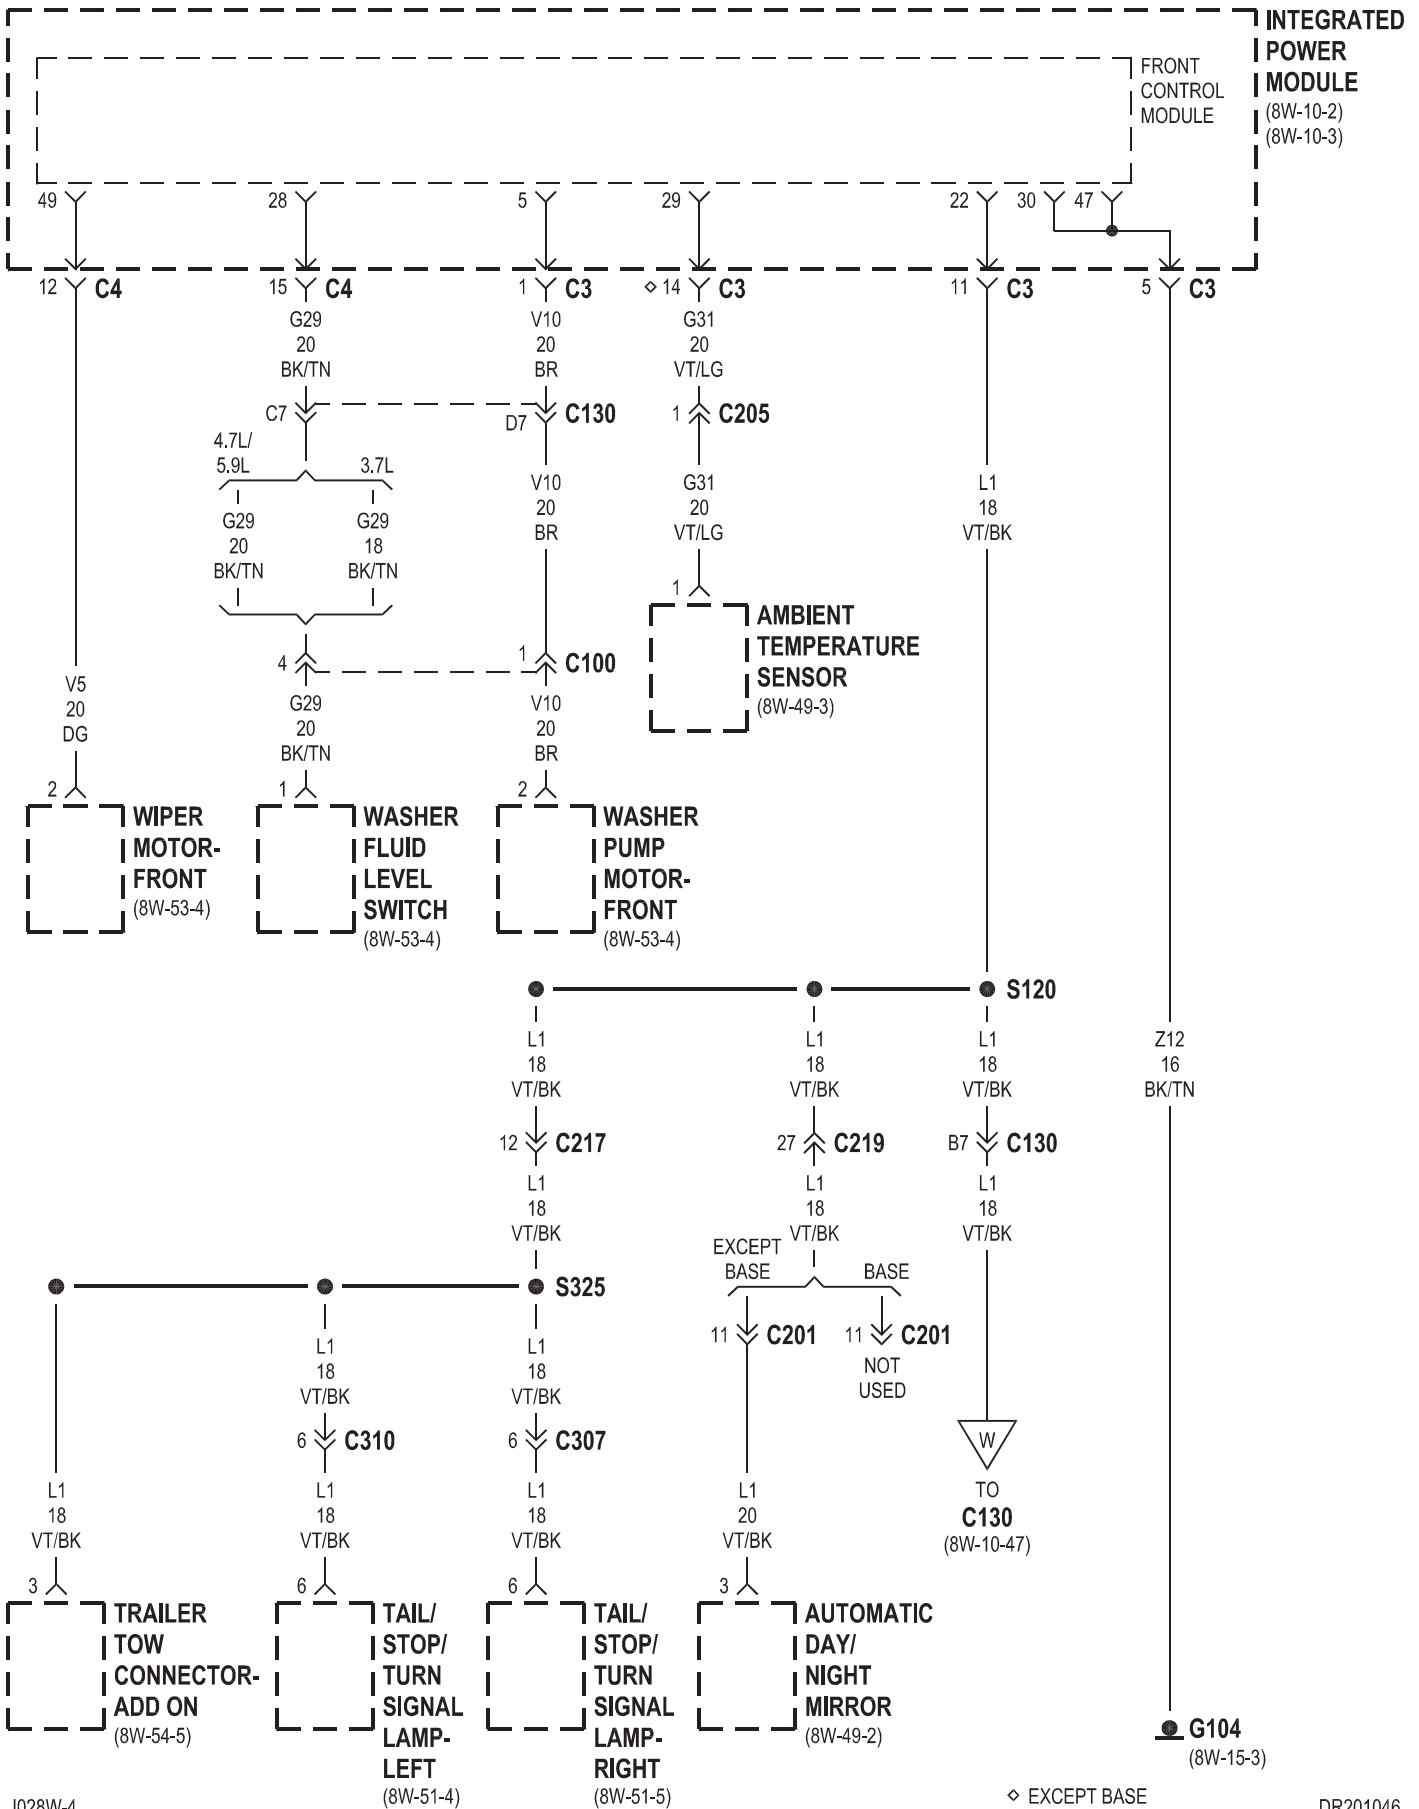 INTEGRATED
POWER
MODULE
(8W-10-2)
(8W-10-3)
FRONT
CONTROL
MODULE
49 28 5 29 22 30 47
12 C4 15 C4 1 C3 ◇ 14 C3 11 C3 5 C3
G29 V10 G31
20 20 20
BK/TN BR VT/LG
C7 D7 C130 1 C205
4.7L/
5.9L 3.7L
V10 G31 L1
20 20 18
BR VT/LG VT/BK
G29 G29
20 18
BK/TN BK/TN
1
AMBIENT
TEMPERATURE
SENSOR
(8W-49-3)
4 1 C100
V5
20
DG
G29 V10
20 20
BK/TN BR
2 1 2
WIPER
MOTOR-
FRONT
(8W-53-4)
WASHER
FLUID
LEVEL
SWITCH
(8W-53-4)
WASHER
PUMP
MOTOR-
FRONT
(8W-53-4)
S120
L1 L1 L1 Z12
18 18 18 16
VT/BK VT/BK VT/BK BK/TN
12 C217 27 C219 B7 C130
L1 L1 L1
18 18 18
VT/BK VT/BK VT/BK
EXCEPT
BASE BASE
S325
11 C201 11 C201
NOT
USED
L1 L1
18 18
VT/BK VT/BK
6 C310 6 C307
W
TO
C130
(8W-10-47)
L1 L1 L1 L1
18 18 18 20
VT/BK VT/BK VT/BK VT/BK
3 6 6 3
TRAILER
TOW
CONNECTOR-
ADD ON
(8W-54-5)
TAIL/
STOP/
TURN
SIGNAL
LAMP-
LEFT
(8W-51-4)
TAIL/
STOP/
TURN
SIGNAL
LAMP-
RIGHT
(8W-51-5)
AUTOMATIC
DAY/
NIGHT
MIRROR
(8W-49-2)
G104
(8W-15-3)
◇ EXCEPT BASE
J028W-4
DR201046